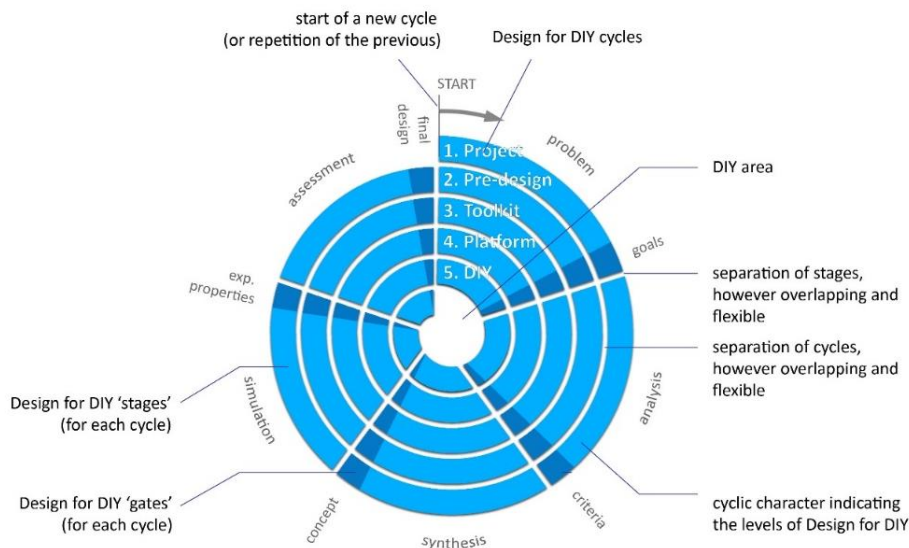 start of a new cycle
(or repetition of the previous)
Design for DIY cycles
START
final
design
problem
assessment
1. Project
2. Pre-design
3. Toolkit
4. Platform
5. DIY
DIY area
goals
exp.
properties
separation of stages,
however overlapping and
flexible
separation of cycles,
however overlapping and
flexible
analysis
simulation
Design for DIY ‘stages’
(for each cycle)
Design for DIY ‘gates’
(for each cycle)
concept
synthesis
criteria
cyclic character indicating
the levels of Design for DIY